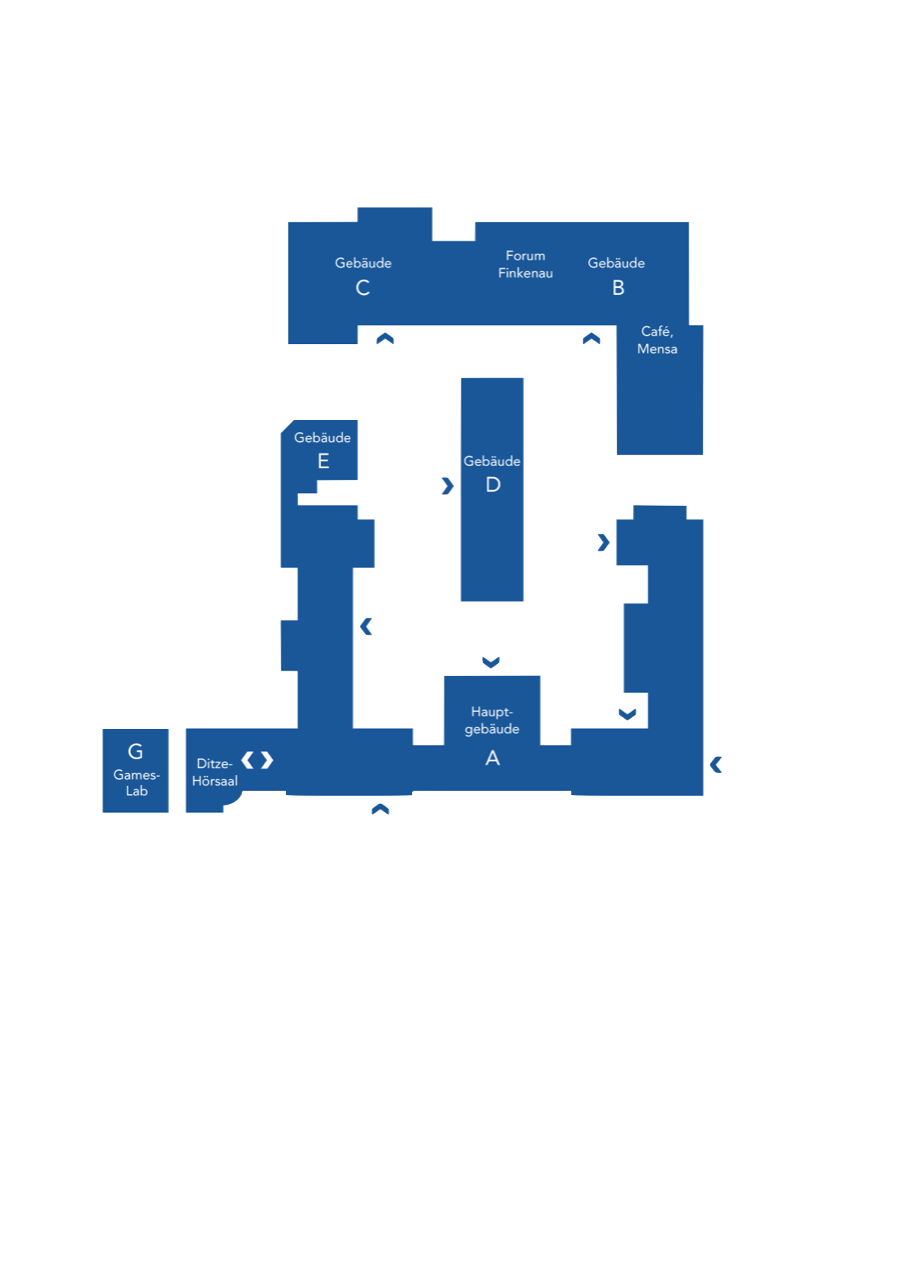 Gebäude
C
Forum
Finkenau
Gebäude
B
Café,
Mensa
Gebäude
E
Gebäude
D
Haupt-
gebäude
A
G
Games-
Lab
Ditze-
Hörsaal